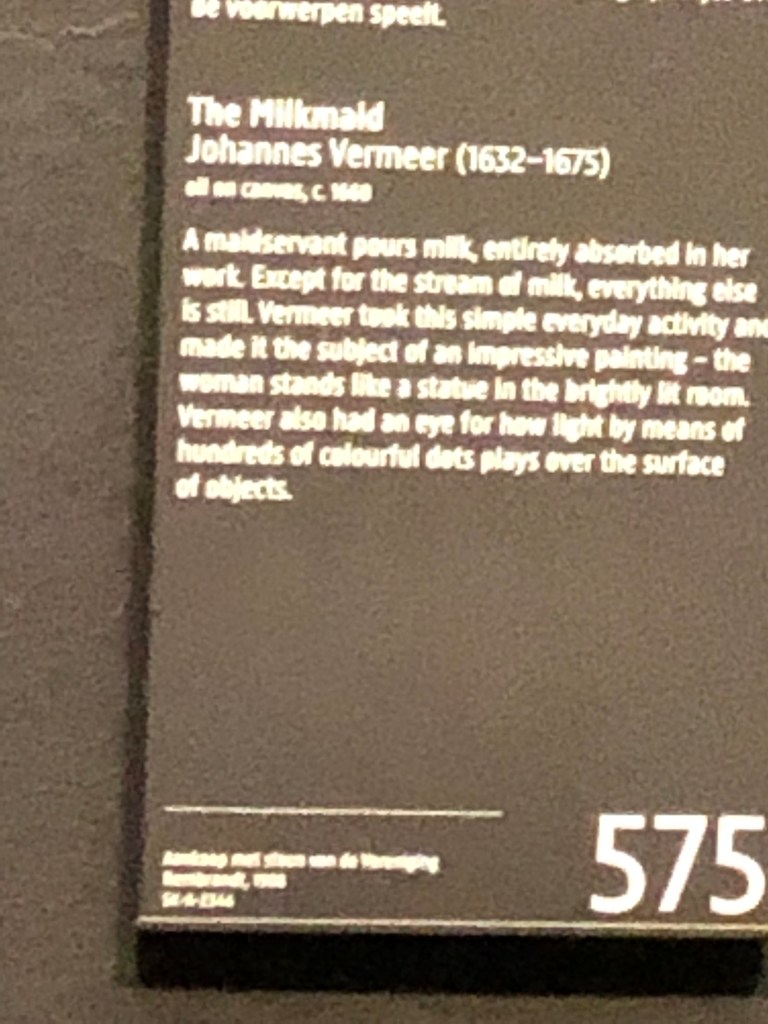 de voorwerpen speelt.
The Milkmaid
Johannes Vermeer (1632–1675)
oil on canvas, c. 1660
A maidservant pours milk, entirely absorbed in her
work. Except for the stream of milk, everything else
is still. Vermeer took this simple everyday activity and
made it the subject of an impressive painting – the
woman stands like a statue in the brightly lit room.
Vermeer also had an eye for how light by means of
hundreds of colourful dots plays over the surface
of objects.
575
Aankoop met steun van de Vereniging
Rembrandt, 1908
SK-A-2344